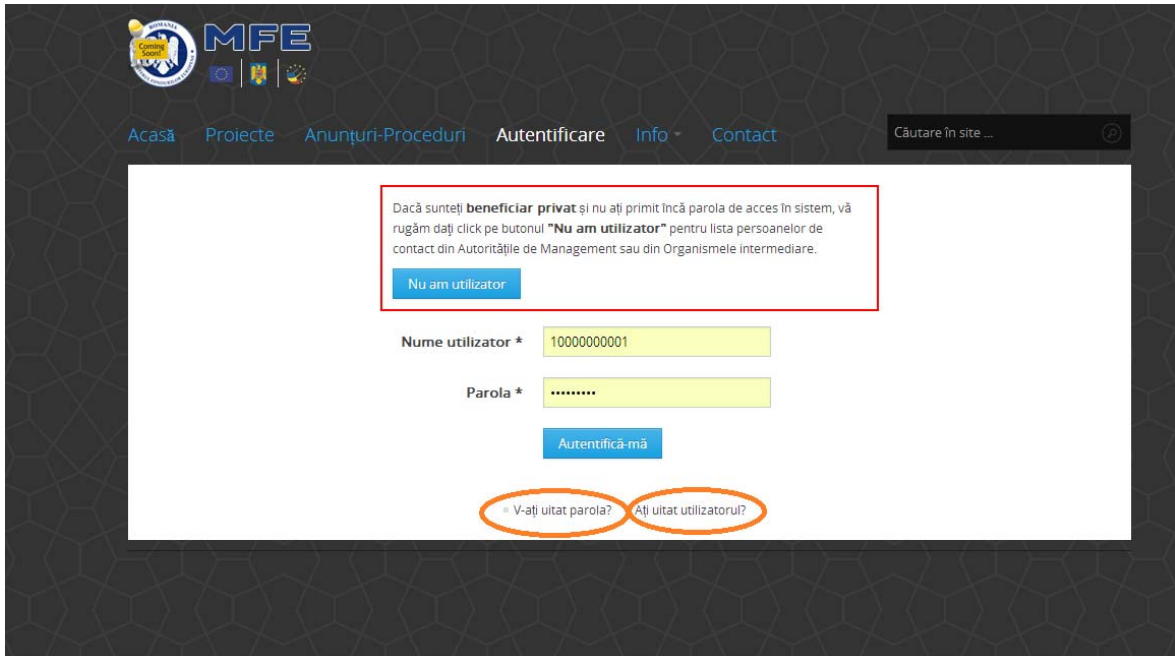 ROMANIA
Coming Soon!
MFE
Acasă Proiecte Anunțuri-Proceduri Autentificare Info Contact
Căutare în site ...
Dacă sunteți beneficiar privat și nu ați primit încă parola de acces în sistem, vă
rugăm dați click pe butonul "Nu am utilizator" pentru lista persoanelor de
contact din Autoritățile de Management sau din Organismele intermediare.
Nu am utilizator
Nume utilizator * 10000000001
Parola * •••••••••
Autentifică-mă
V-ați uitat parola? Ați uitat utilizatorul?